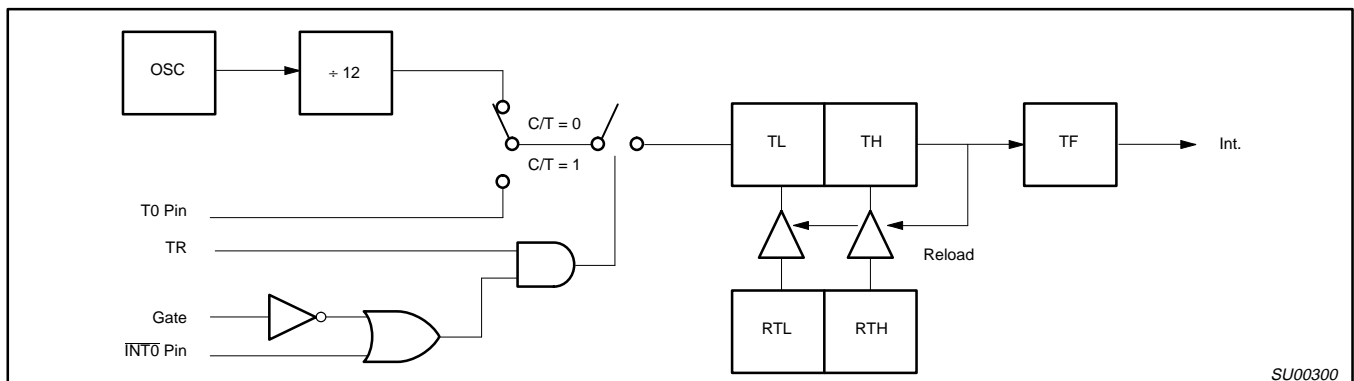 OSC
÷ 12
C/T = 0
C/T = 1
TL
TH
TF
Int.
T0 Pin
TR
Reload
Gate
INT0 Pin
RTL
RTH
SU00300